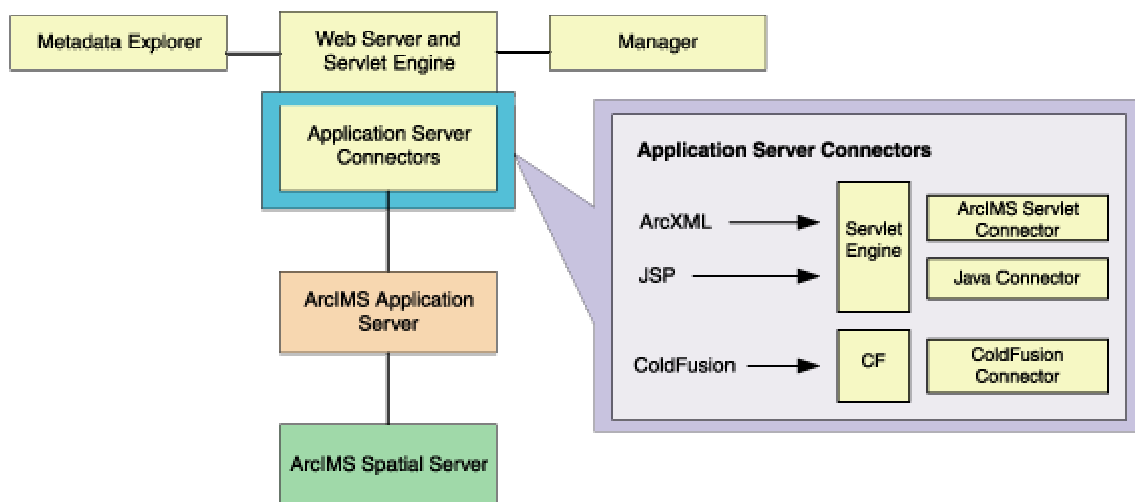 Metadata Explorer
Web Server and
Servlet Engine
Manager
Application Server
Connectors
ArcIMS Application
Server
ArcIMS Spatial Server
Application Server Connectors
ArcXML
JSP
ColdFusion
Servlet
Engine
CF
ArcIMS Servlet
Connector
Java Connector
ColdFusion
Connector